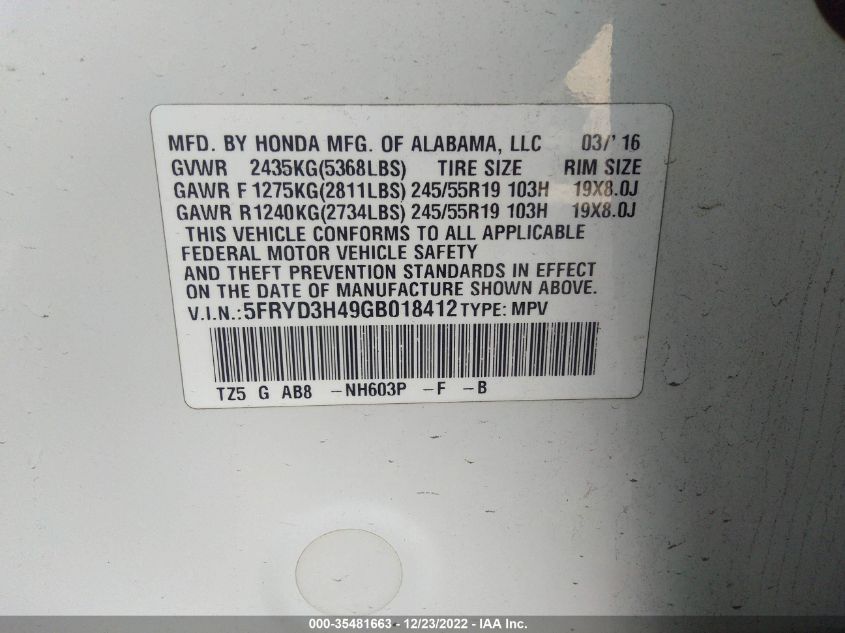 MFD. BY HONDA MFG. OF ALABAMA, LLC 03/'16
GVWR 2435KG(5368LBS) TIRE SIZE RIM SIZE
GAWR F 1275KG(2811LBS) 245/55R19 103H 19X8.0J
GAWR R 1240KG(2734LBS) 245/55R19 103H 19X8.0J
THIS VEHICLE CONFORMS TO ALL APPLICABLE
FEDERAL MOTOR VEHICLE SAFETY
AND THEFT PREVENTION STANDARDS IN EFFECT
ON THE DATE OF MANUFACTURE SHOWN ABOVE.
V.I.N.: 5FRYD3H49GB018412 TYPE: MPV
TZ5 G AB8 -NH603P -F -B
000-35481663 - 12/23/2022 - IAA Inc.